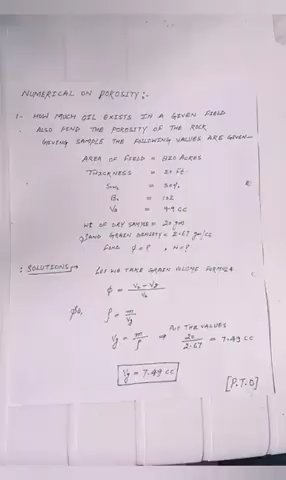 NUMERICAL ON POROSITY:-
1- HOW MUCH OIL EXISTS IN A GIVEN FIELD
ALSO FIND THE POROSITY OF THE ROCK
SAMPLE THE FOLLOWING VALUES ARE GIVEN-
AREA OF FIELD = 820 ACRES
THICKNESS = 20 ft.
= 30%
Bo =
Vb = 9.9 cc
Wt OF DRY SAMPLE = 20 gm
SAND GRAIN DENSITY = 2.67 gm/cc
FIND φ = ? , N = ?
: SOLUTIONS →
LET WE TAKE GRAIN VOLUME FORMULA
φ = (Vb - Vg) / Vb
So, ρ = m / Vg
PUT THE VALUES
Vg = m / ρ ⇒ 20 / 2.67 = 7.49 cc
Vg = 7.49 cc
[P.T.O]